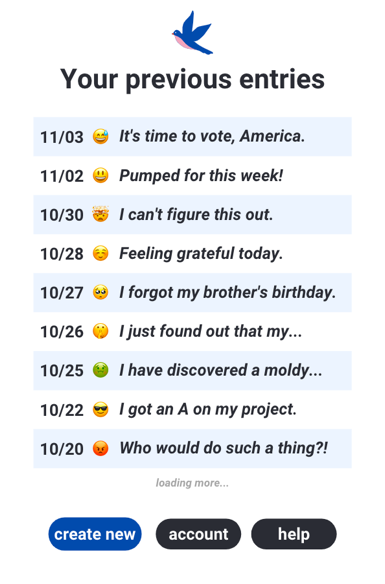 Your previous entries
11/03 😅 It's time to vote, America.
11/02 😃 Pumped for this week!
10/30 🤯 I can't figure this out.
10/28 ☺️ Feeling grateful today.
10/27 🥺 I forgot my brother's birthday.
10/26 🤫 I just found out that my...
10/25 🤢 I have discovered a moldy...
10/22 😎 I got an A on my project.
10/20 😡 Who would do such a thing?!
loading more...
create new account help